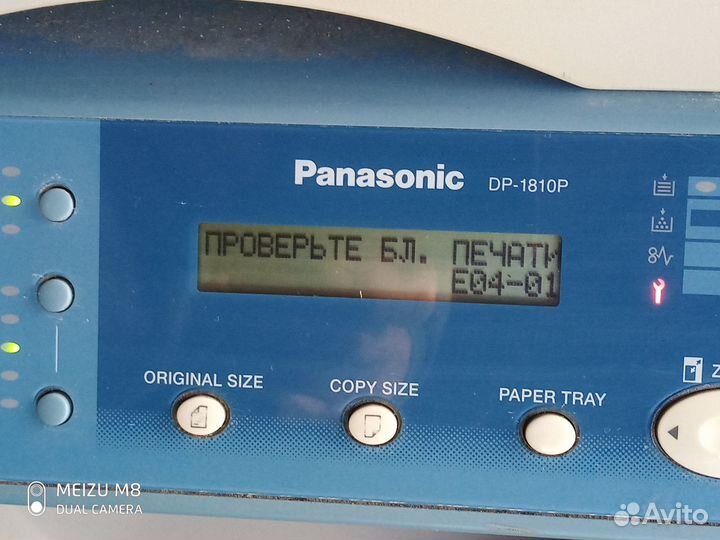 Panasonic DP-1810P
ПРОВЕРЬТЕ БЛ. ПЕЧАТИ
E04-01
ORIGINAL SIZE COPY SIZE PAPER TRAY Z
MEIZU M8
DUAL CAMERA
Avito